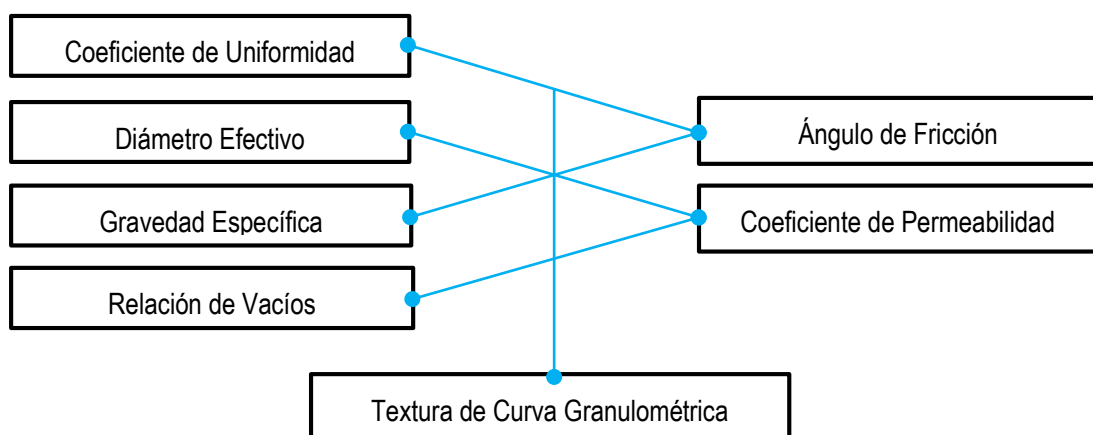 Coeficiente de Uniformidad
Diámetro Efectivo
Gravedad Específica
Relación de Vacíos
Ángulo de Fricción
Coeficiente de Permeabilidad
Textura de Curva Granulométrica